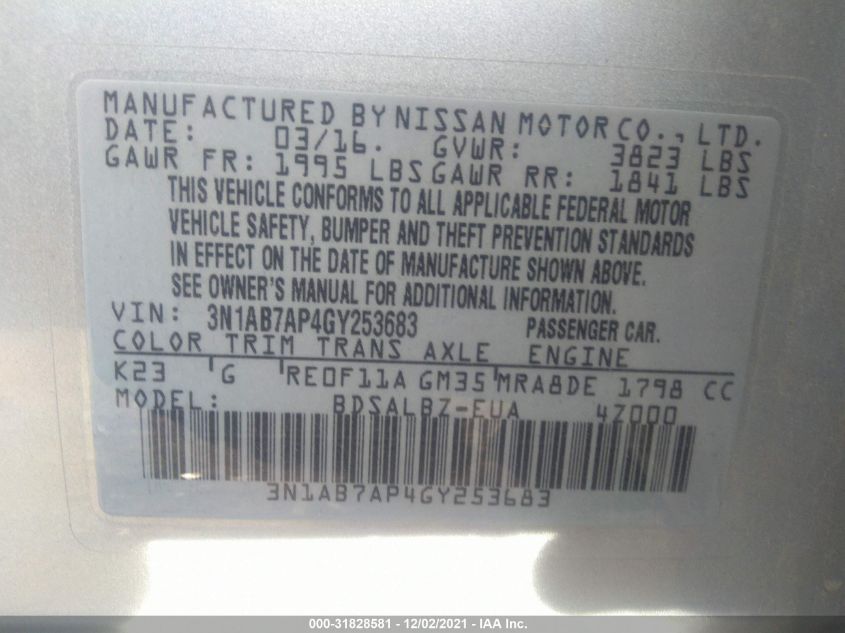 MANUFACTURED BY NISSAN MOTOR CO., LTD.
DATE: 03/16. GVWR: 3823 LBS
GAWR FR: 1995 LBS GAWR RR: 1841 LBS
THIS VEHICLE CONFORMS TO ALL APPLICABLE FEDERAL MOTOR
VEHICLE SAFETY, BUMPER AND THEFT PREVENTION STANDARDS
IN EFFECT ON THE DATE OF MANUFACTURE SHOWN ABOVE.
SEE OWNER'S MANUAL FOR ADDITIONAL INFORMATION.
VIN: 3N1AB7AP4GY253683 PASSENGER CAR.
COLOR TRIM TRANS AXLE ENGINE
K23 G RE0F11A GM35 MRA8DE 1798 CC
MODEL: BDSALBZ-EUA 4Z000
3N1AB7AP4GY253683
000-31828581 - 12/02/2021 - IAA Inc.